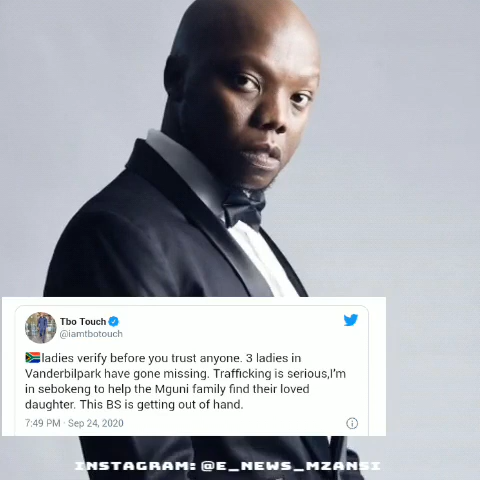 Tbo Touch
@iamtbotouch
🇿🇦ladies verify before you trust anyone. 3 ladies in
Vanderbilpark have gone missing. Trafficking is serious,I'm
in sebokeng to help the Mguni family find their loved
daughter. This BS is getting out of hand.
7:49 PM · Sep 24, 2020
INSTAGRAM: @E_NEWS_MZANSI